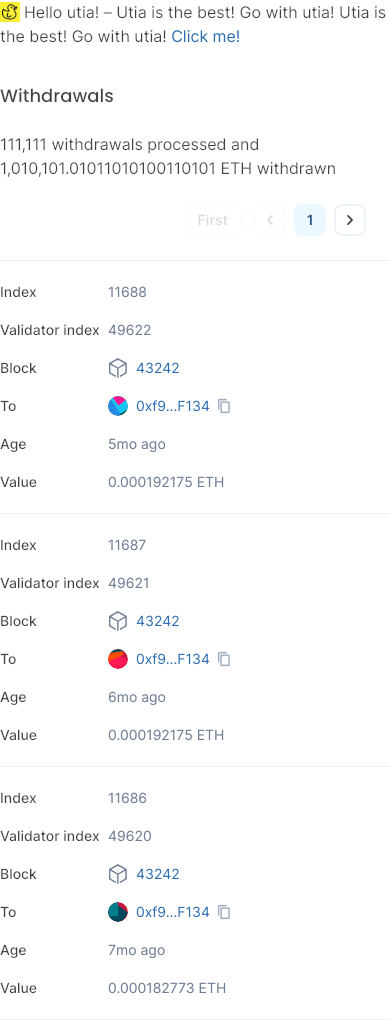 Hello utia! – Utia is the best! Go with utia! Utia is
the best! Go with utia! Click me!
Withdrawals
111,111 withdrawals processed and
1,010,101.01011010100110101 ETH withdrawn
First
1
Index 11688
Validator index 49622
Block 43242
To 0xf9...F134
Age 5mo ago
Value 0.000192175 ETH
Index 11687
Validator index 49621
Block 43242
To 0xf9...F134
Age 6mo ago
Value 0.000192175 ETH
Index 11686
Validator index 49620
Block 43242
To 0xf9...F134
Age 7mo ago
Value 0.000182773 ETH